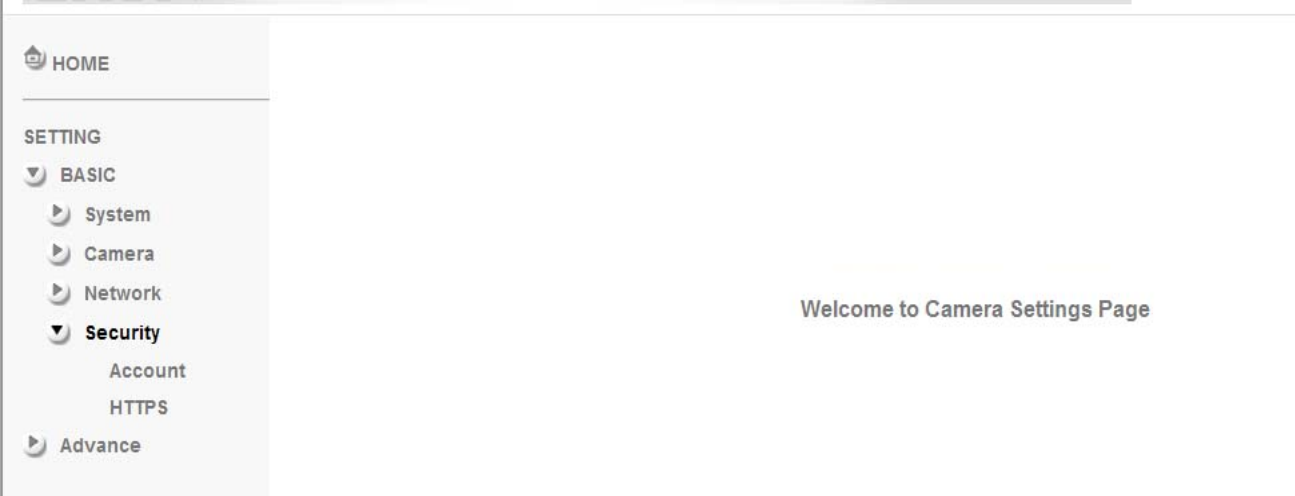 HOME
SETTING
BASIC
System
Camera
Network
Security
Account
HTTPS
Advance
Welcome to Camera Settings Page